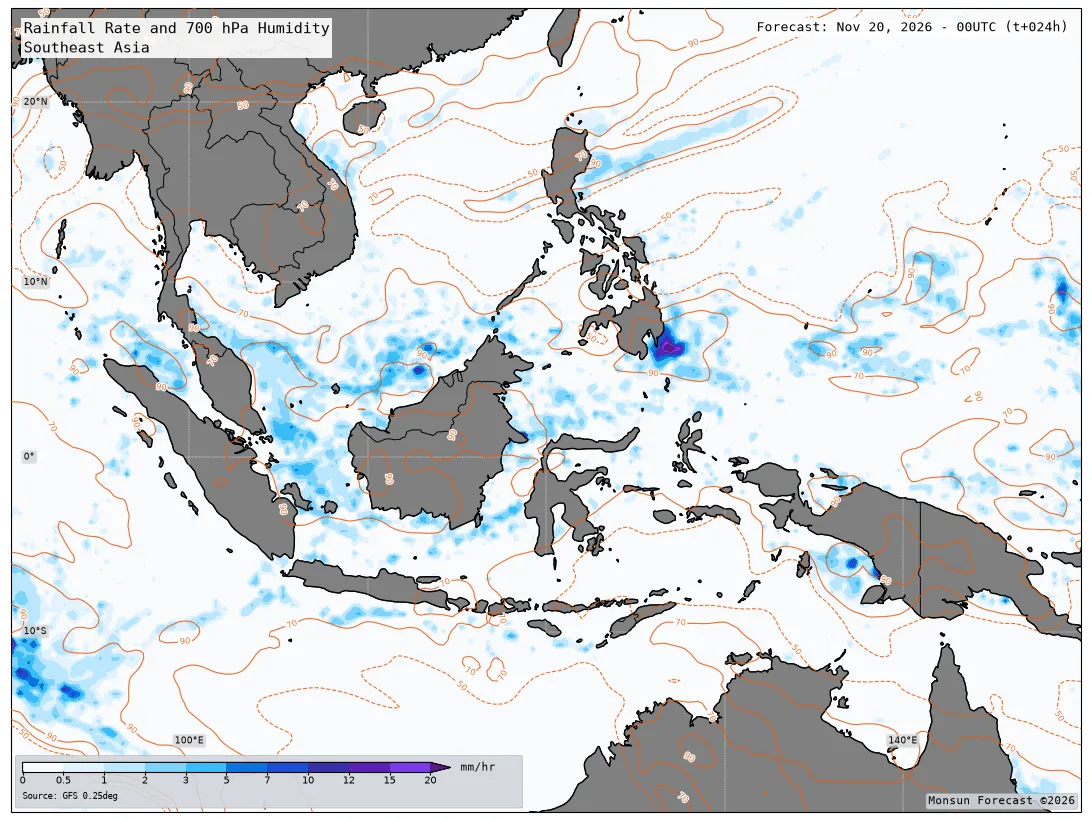 Rainfall Rate and 700 hPa Humidity
Southeast Asia
Forecast: Nov 20, 2026 - 00UTC (t+024h)
20°N
10°N
0°
10°S
100°E
140°E
0 0.5 1 2 3 5 7 10 12 15 20 mm/hr
Source: GFS 0.25deg
Monsun Forecast ©2026